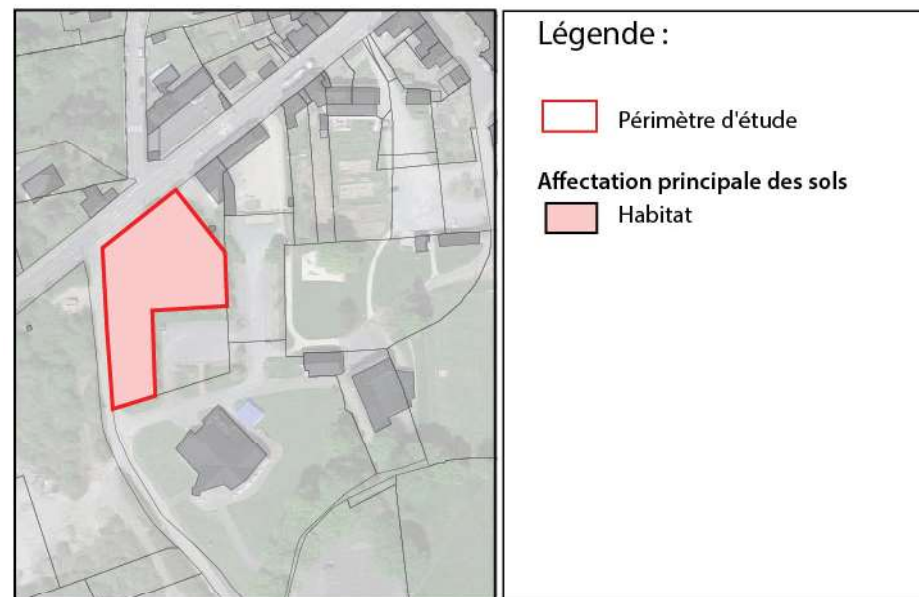 Légende :
Périmètre d'étude
Affectation principale des sols
Habitat